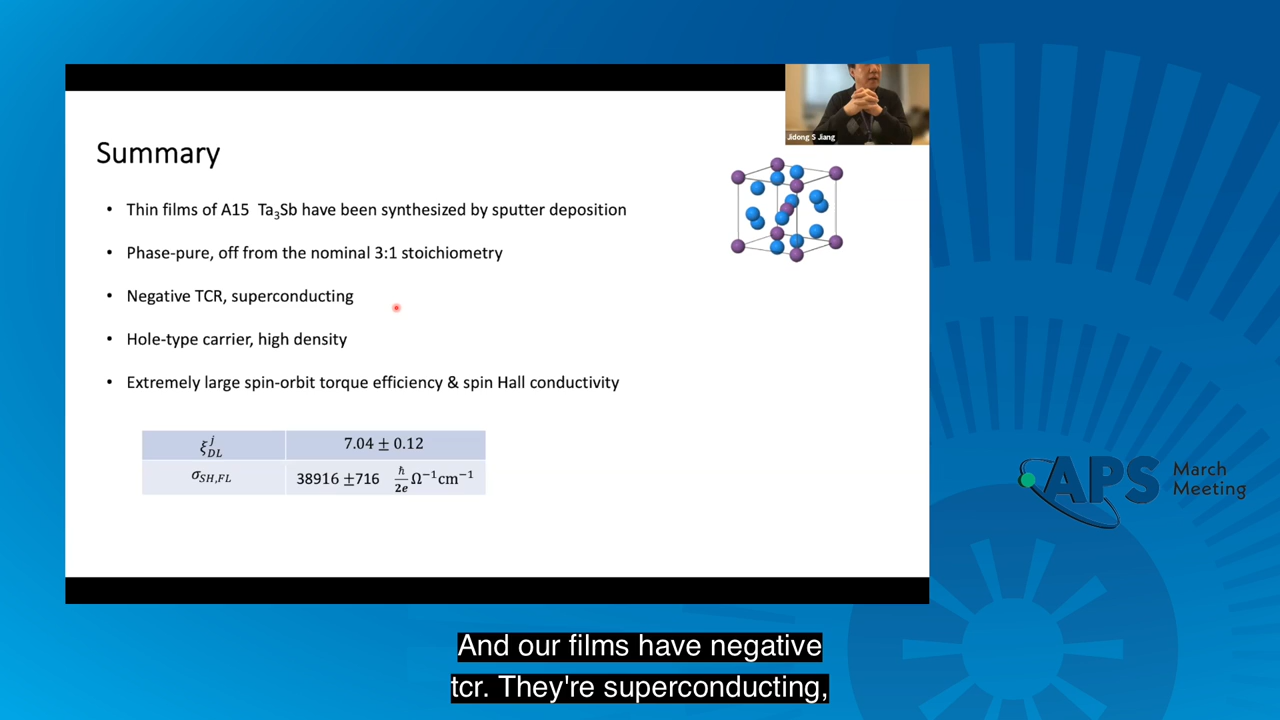 Jidong S Jiang
Summary
• Thin films of A15 Ta₃Sb have been synthesized by sputter deposition
• Phase-pure, off from the nominal 3:1 stoichiometry
• Negative TCR, superconducting
• Hole-type carrier, high density
• Extremely large spin-orbit torque efficiency & spin Hall conductivity
ξ_DL^j 7.04 ± 0.12
σ_SH,FL 38916 ±716 ℏ/2e Ω⁻¹cm⁻¹
APS March
Meeting
And our films have negative
tcr. They're superconducting,